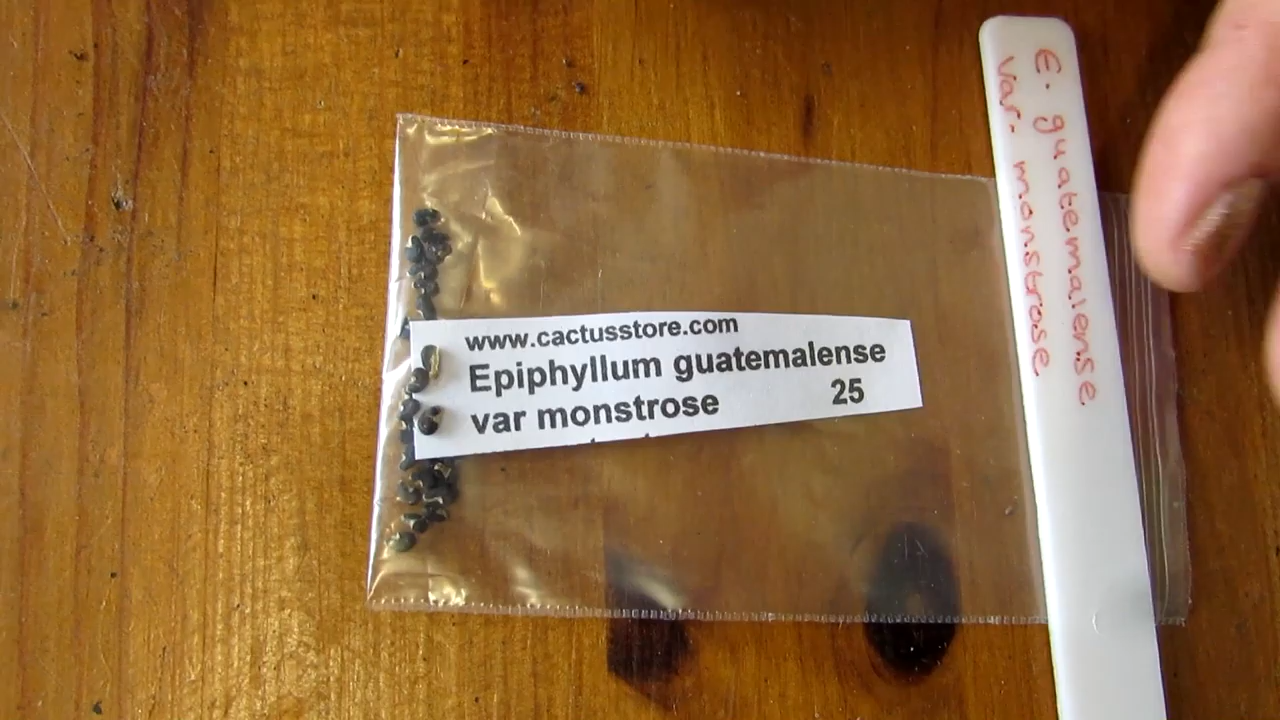 www.cactusstore.com
Epiphyllum guatemalense
var monstrose 25
E. guatemalense
var. monstrose